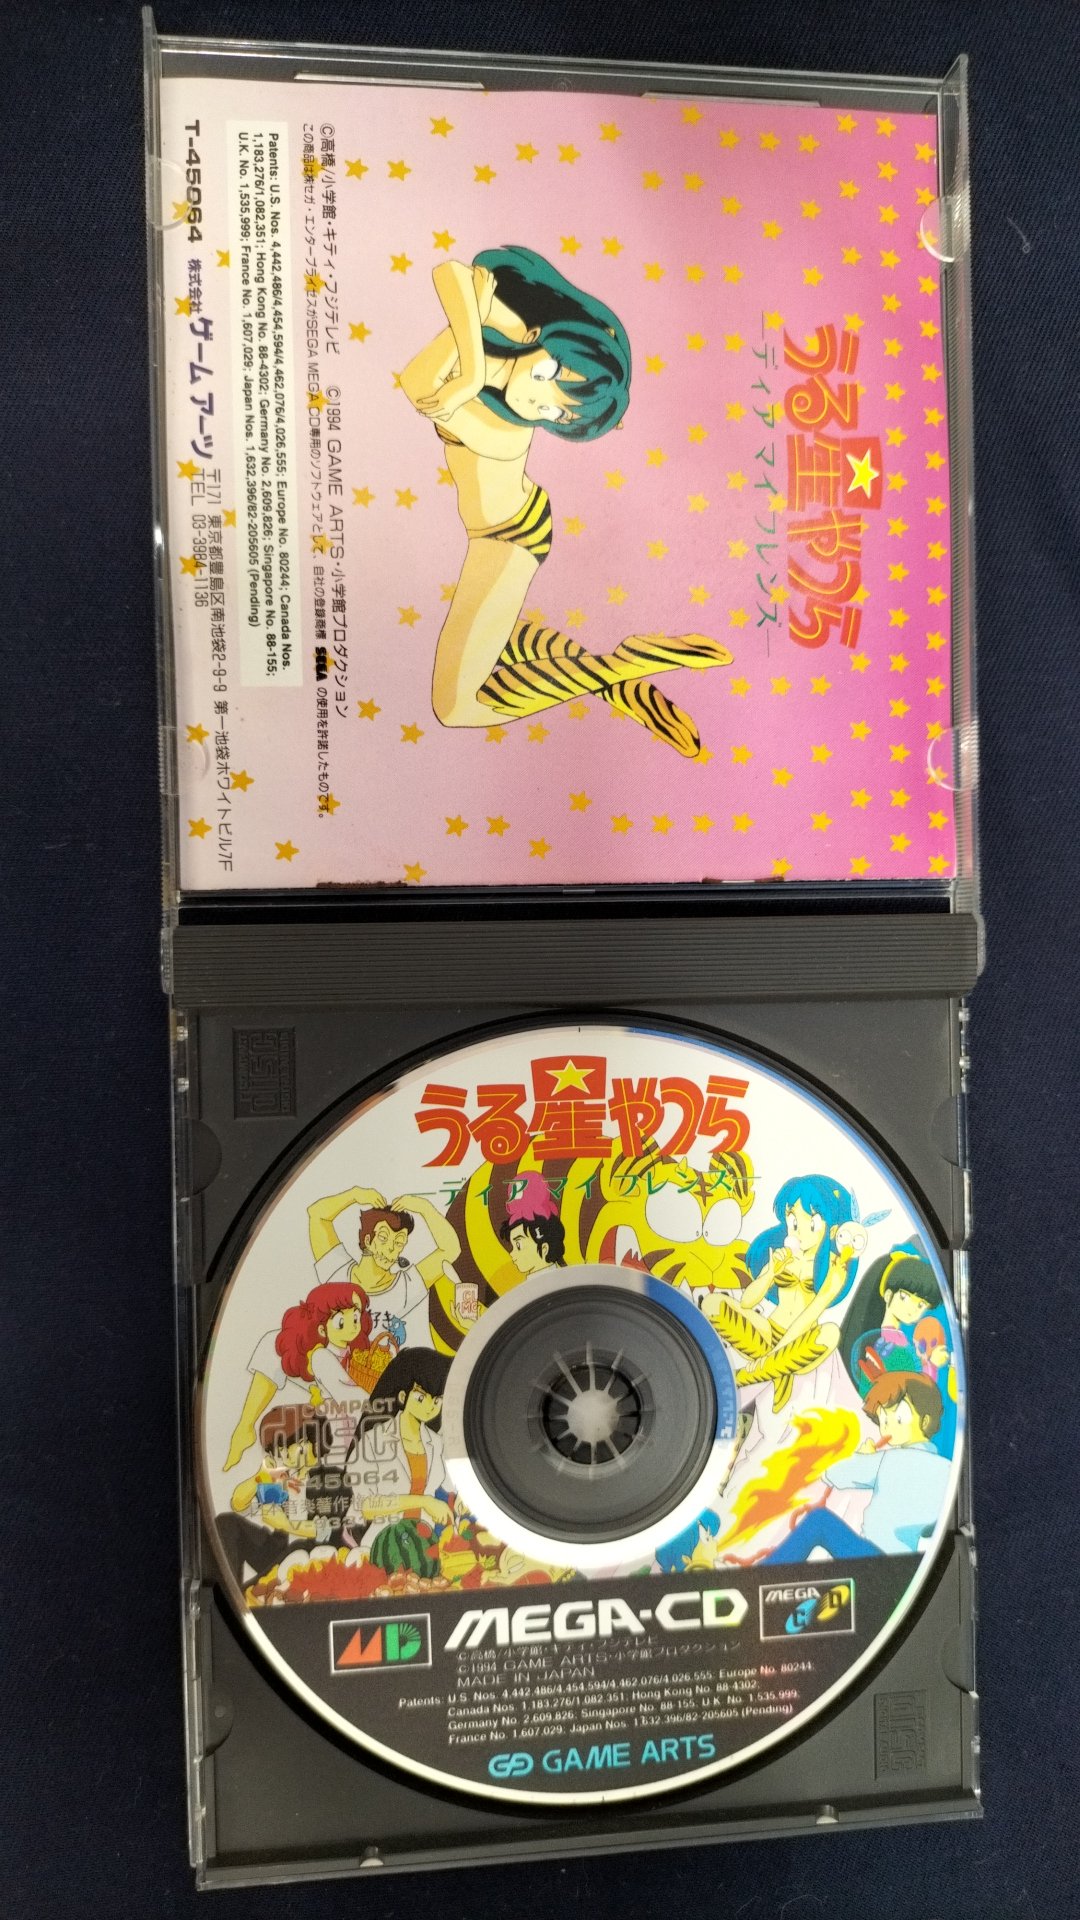 うる星やつら
―ディア マイ フレンズ―
©高橋/小学館・キティ・フジテレビ ©1994 GAME ARTS・小学館プロダクション
この商品は㈱セガ・エンタープライゼスがSEGA MEGA CD専用のソフトウェアとして、自社の登録商標 SEGA の使用を許諾したものです。
Patents: U.S. Nos. 4,442,486/4,454,594/4,462,076/4,026,555; Europe No. 80244; Canada Nos.
1,183,276/1,082,351; Hong Kong No. 88-4302; Germany No. 2,609,826; Singapore No. 88-155;
U.K. No. 1,535,999; France No. 1,607,029; Japan Nos. 1,632,396/82-205605 (Pending)
T-45064 株式会社 ゲーム アーツ 〒171 東京都豊島区南池袋2-9-9 第一池袋ホワイトビル7F
TEL 03-3984-1136
うる星やつら
―ディア マイ フレンズ―
好き
COMPACT
disc
T-45064
日本音楽著作権協会
MD
MEGA-CD
MEGA
CD
©高橋/小学館・キティ・フジテレビ
©1994 GAME ARTS・小学館プロダクション
MADE IN JAPAN
Patents: U.S. Nos. 4,442,486/4,454,594/4,462,076/4,026,555; Europe No. 80244;
Canada Nos. 1,183,276/1,082,351; Hong Kong No. 88-4302;
Germany No. 2,609,826; Singapore No. 88-155; U.K. No. 1,535,999;
France No. 1,607,029; Japan Nos. 1,632,396/82-205605 (Pending)
GAME ARTS